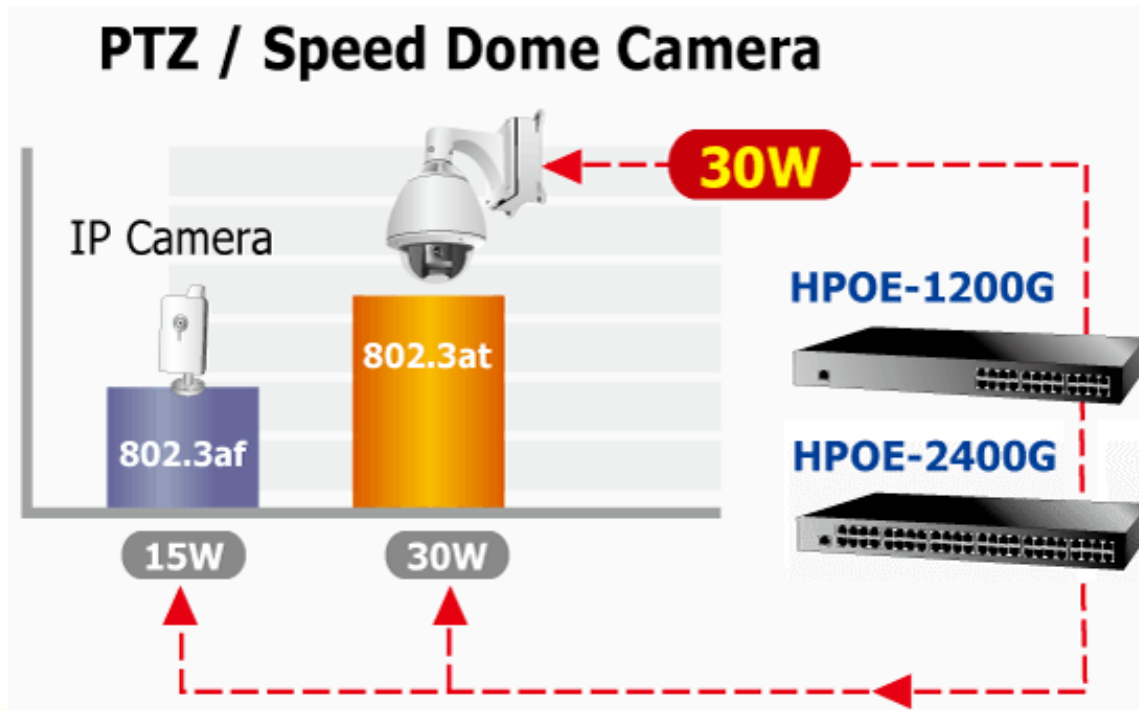 PTZ / Speed Dome Camera
30W
IP Camera
HPOE-1200G
802.3at
802.3af
HPOE-2400G
15W
30W